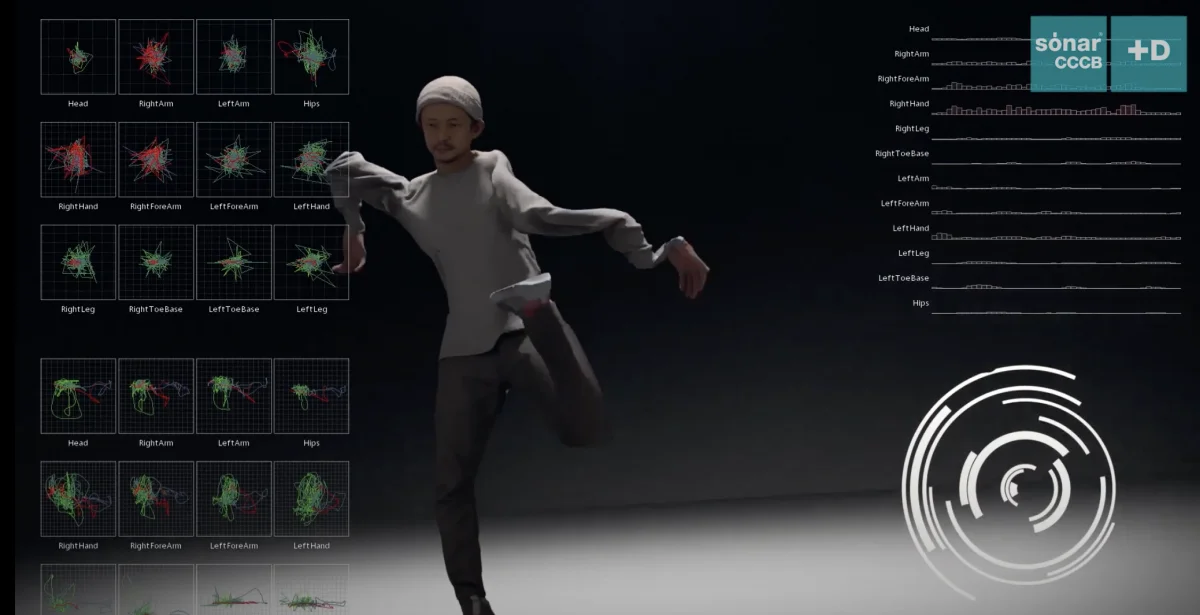 Head RightArm LeftArm Hips
RightHand RightForeArm LeftForeArm LeftHand
RightLeg RightToeBase LeftToeBase LeftLeg
Head RightArm LeftArm Hips
RightHand RightForeArm LeftForeArm LeftHand
Head
RightArm
RightForeArm
RightHand
RightLeg
RightToeBase
LeftArm
LeftForeArm
LeftHand
LeftLeg
LeftToeBase
Hips
sónar
CCCB
+D